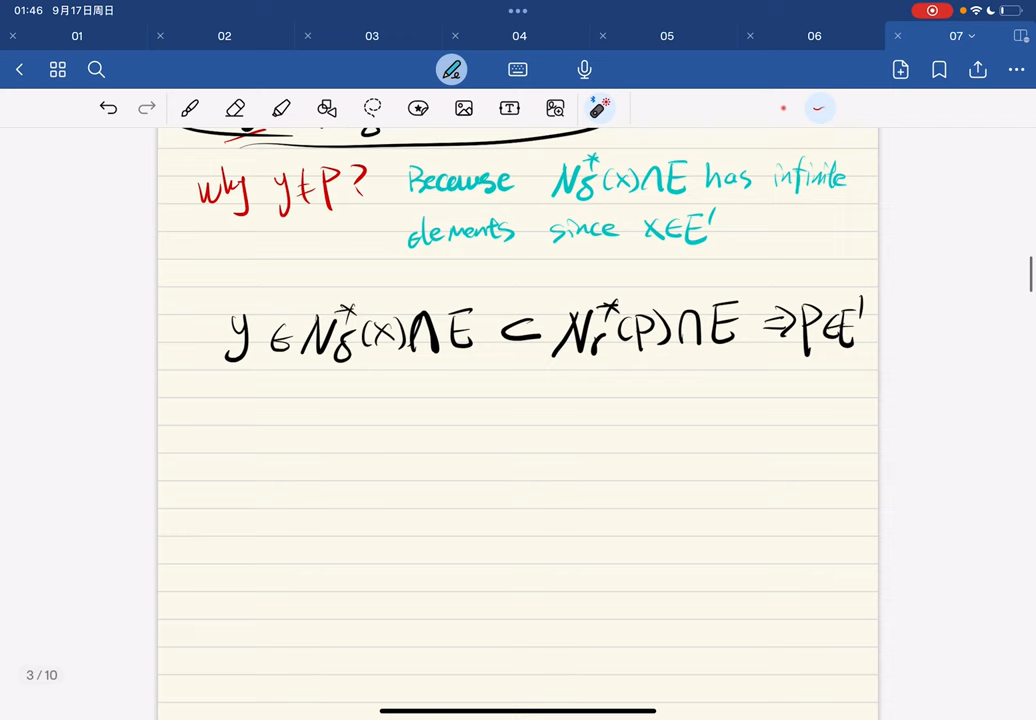 01:46 9月17日周日
01 02 03 04 05 06 07
why y≠P? Because N*δ(x)∩E has infinite
elements since x∈E'
y ∈ N*δ(x)∩E ⊂ N*r(p)∩E ⇒ p∈E'
3 / 10